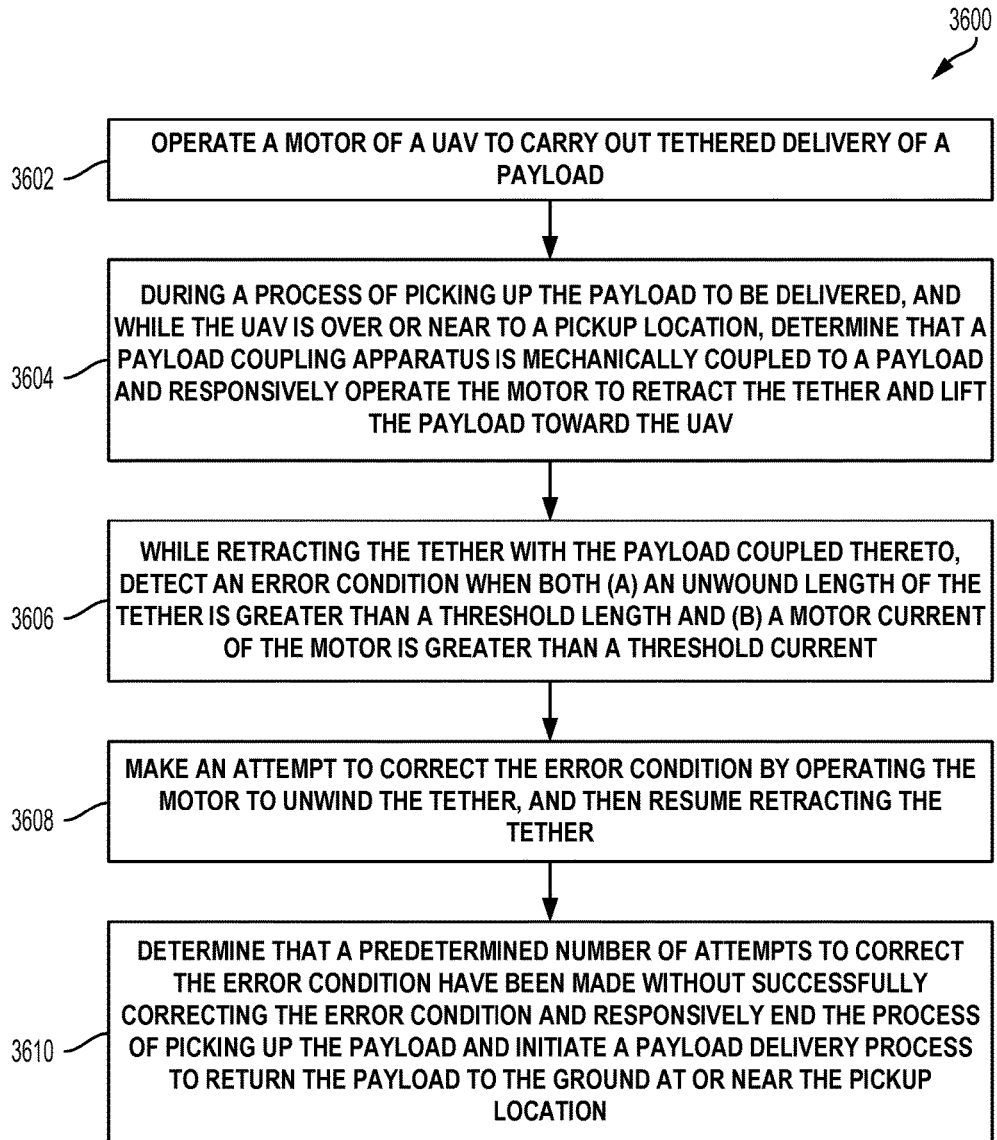 3600
OPERATE A MOTOR OF A UAV TO CARRY OUT TETHERED DELIVERY OF A
PAYLOAD
3602
DURING A PROCESS OF PICKING UP THE PAYLOAD TO BE DELIVERED, AND
WHILE THE UAV IS OVER OR NEAR TO A PICKUP LOCATION, DETERMINE THAT A
PAYLOAD COUPLING APPARATUS IS MECHANICALLY COUPLED TO A PAYLOAD
AND RESPONSIVELY OPERATE THE MOTOR TO RETRACT THE TETHER AND LIFT
THE PAYLOAD TOWARD THE UAV
3604
WHILE RETRACTING THE TETHER WITH THE PAYLOAD COUPLED THERETO,
DETECT AN ERROR CONDITION WHEN BOTH (A) AN UNWOUND LENGTH OF THE
TETHER IS GREATER THAN A THRESHOLD LENGTH AND (B) A MOTOR CURRENT
OF THE MOTOR IS GREATER THAN A THRESHOLD CURRENT
3606
MAKE AN ATTEMPT TO CORRECT THE ERROR CONDITION BY OPERATING THE
MOTOR TO UNWIND THE TETHER, AND THEN RESUME RETRACTING THE
TETHER
3608
DETERMINE THAT A PREDETERMINED NUMBER OF ATTEMPTS TO CORRECT
THE ERROR CONDITION HAVE BEEN MADE WITHOUT SUCCESSFULLY
CORRECTING THE ERROR CONDITION AND RESPONSIVELY END THE PROCESS
OF PICKING UP THE PAYLOAD AND INITIATE A PAYLOAD DELIVERY PROCESS
TO RETURN THE PAYLOAD TO THE GROUND AT OR NEAR THE PICKUP
LOCATION
3610